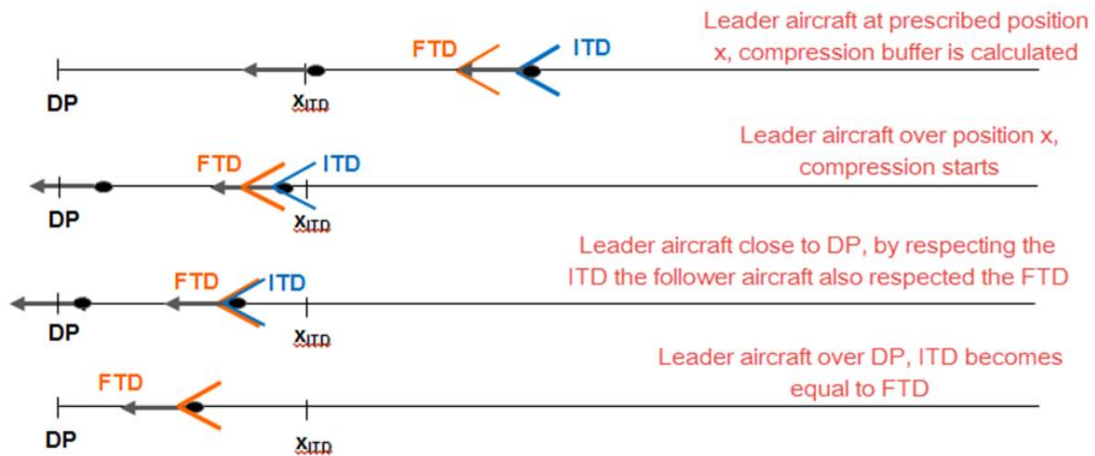 Leader aircraft at prescribed position
x, compression buffer is calculated
FTD
ITD
DP
XITD
Leader aircraft over position x,
compression starts
FTD
ITD
DP
XITD
Leader aircraft close to DP, by respecting the
ITD the follower aircraft also respected the FTD
FTD
ITD
DP
XITD
Leader aircraft over DP, ITD becomes
equal to FTD
FTD
DP
XITD